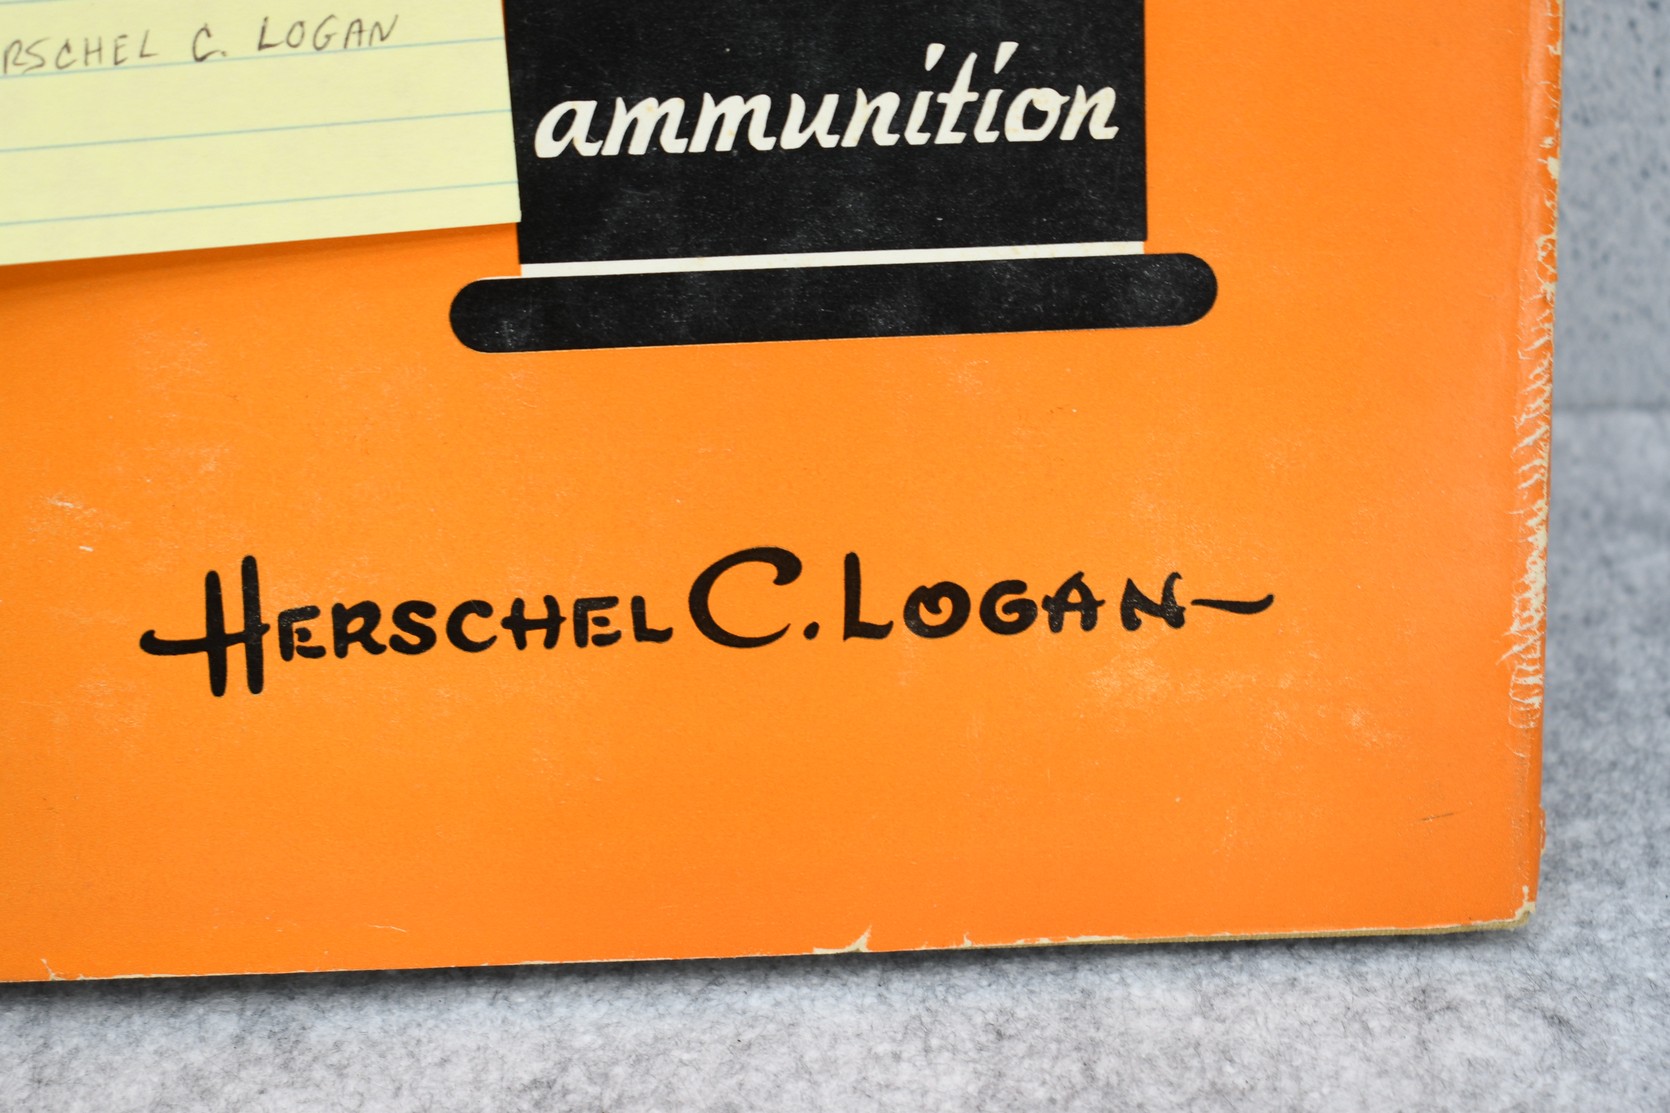 RSCHEL C. LOGAN
ammunition
HERSCHEL C. LOGAN